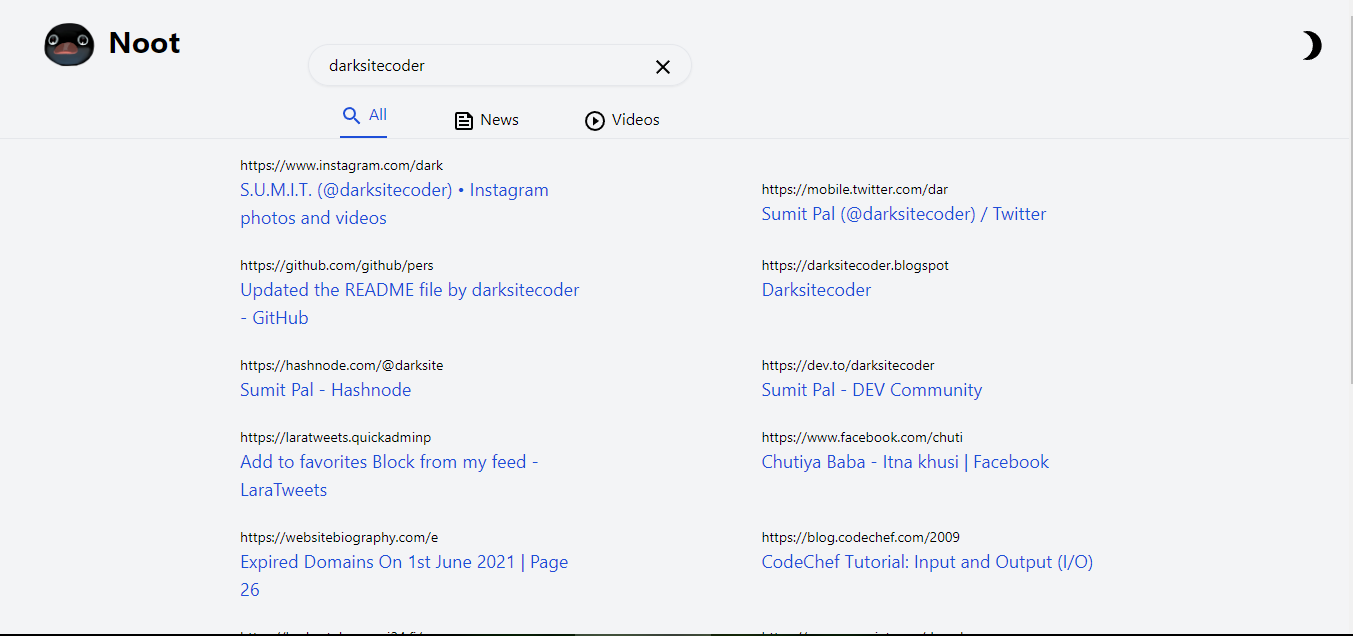 Noot
darksitecoder
All
News
Videos
https://www.instagram.com/dark
S.U.M.I.T. (@darksitecoder) • Instagram
photos and videos
https://mobile.twitter.com/dar
Sumit Pal (@darksitecoder) / Twitter
https://github.com/github/pers
Updated the README file by darksitecoder
- GitHub
https://darksitecoder.blogspot
Darksitecoder
https://hashnode.com/@darksite
Sumit Pal - Hashnode
https://dev.to/darksitecoder
Sumit Pal - DEV Community
https://laratweets.quickadminp
Add to favorites Block from my feed -
LaraTweets
https://www.facebook.com/chuti
Chutiya Baba - Itna khusi | Facebook
https://websitebiography.com/e
Expired Domains On 1st June 2021 | Page
26
https://blog.codechef.com/2009
CodeChef Tutorial: Input and Output (I/O)